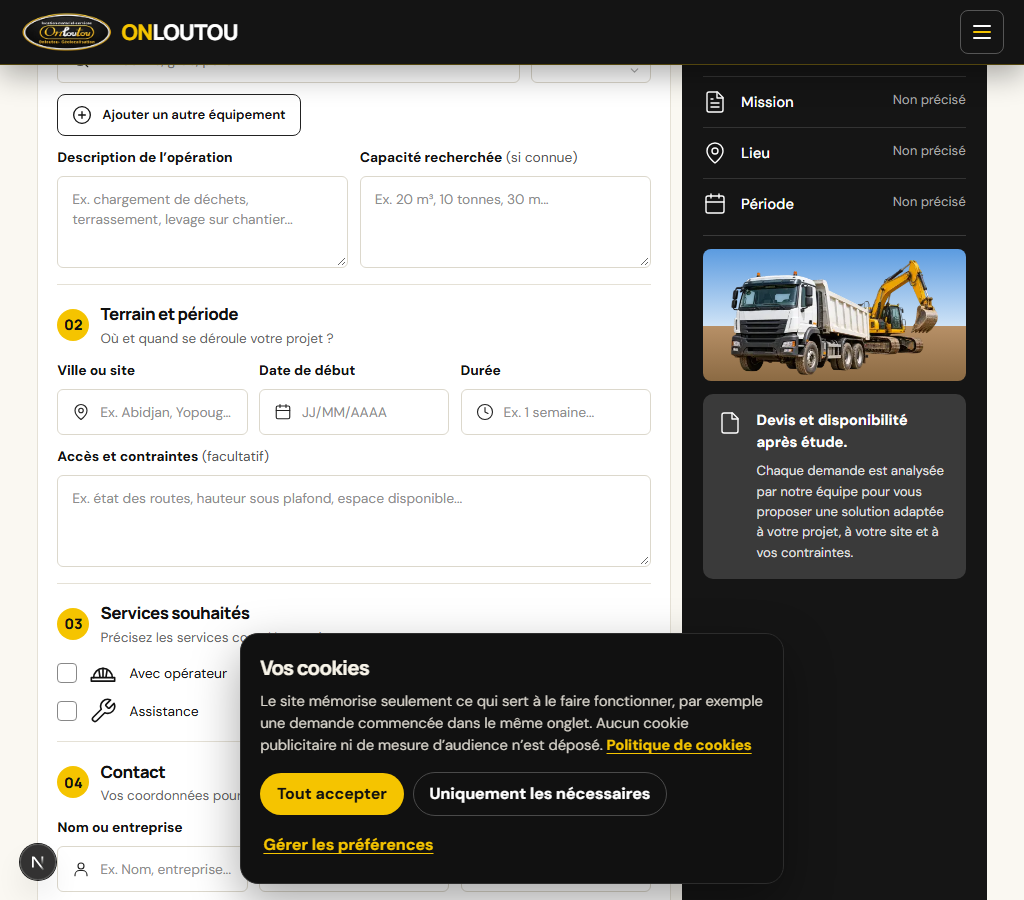 Onloutou
ONLOUTOU
Ajouter un autre équipement
Description de l’opération
Capacité recherchée (si connue)
Ex. chargement de déchets,
terrassement, levage sur chantier...
Ex. 20 m³, 10 tonnes, 30 m...
02
Terrain et période
Où et quand se déroule votre projet ?
Ville ou site
Date de début
Durée
Ex. Abidjan, Yopoug...
JJ/MM/AAAA
Ex. 1 semaine...
Accès et contraintes (facultatif)
Ex. état des routes, hauteur sous plafond, espace disponible...
03
Services souhaités
Précisez les services
Avec opérateur
Assistance
04
Contact
Vos coordonnées pour
Nom ou entreprise
Ex. Nom, entreprise...
N
Mission
Non précisé
Lieu
Non précisé
Période
Non précisé
Devis et disponibilité
après étude.
Chaque demande est analysée
par notre équipe pour vous
proposer une solution adaptée
à votre projet, à votre site et à
vos contraintes.
Vos cookies
Le site mémorise seulement ce qui sert à le faire fonctionner, par exemple
une demande commencée dans le même onglet. Aucun cookie
publicitaire ni de mesure d’audience n’est déposé. Politique de cookies
Tout accepter
Uniquement les nécessaires
Gérer les préférences